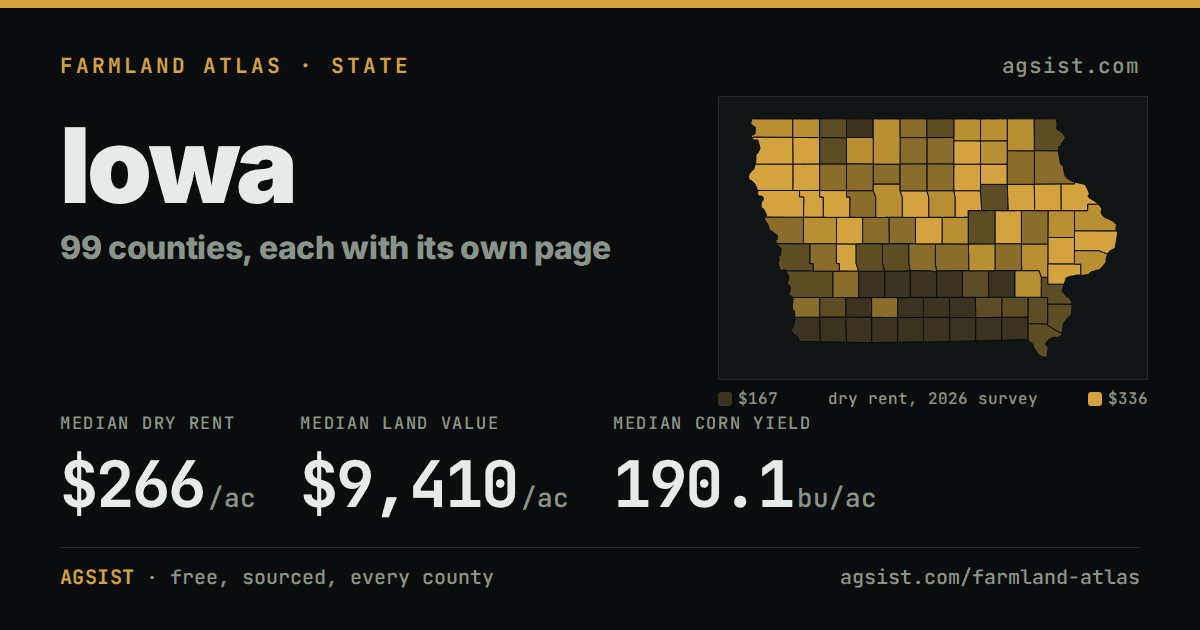 FARMLAND ATLAS · STATE
agsist.com
Iowa
99 counties, each with its own page
$167 dry rent, 2026 survey $336
MEDIAN DRY RENT MEDIAN LAND VALUE MEDIAN CORN YIELD
$266/ac $9,410/ac 190.1bu/ac
AGSIST · free, sourced, every county
agsist.com/farmland-atlas